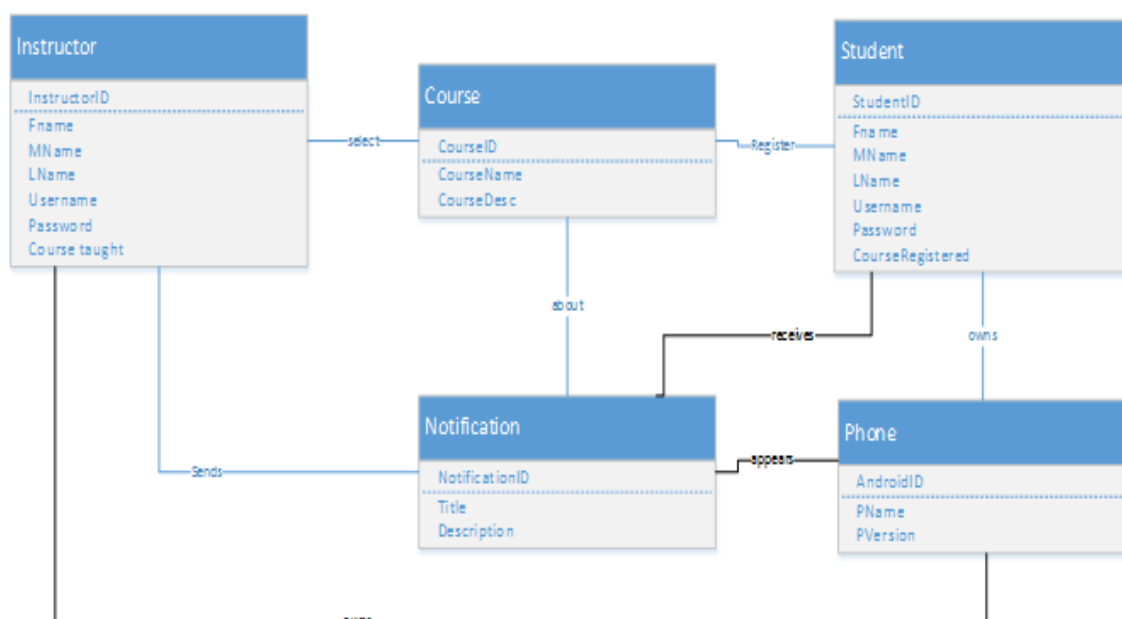 Instructor
InstructorID
Fname
MName
LName
Username
Password
Course taught
select
Course
CourseID
CourseName
CourseDesc
Register
Student
StudentID
Fname
MName
LName
Username
Password
CourseRegistered
about
receives
owns
Sends
Notification
NotificationID
Title
Description
appears
Phone
AndroidID
PName
PVersion